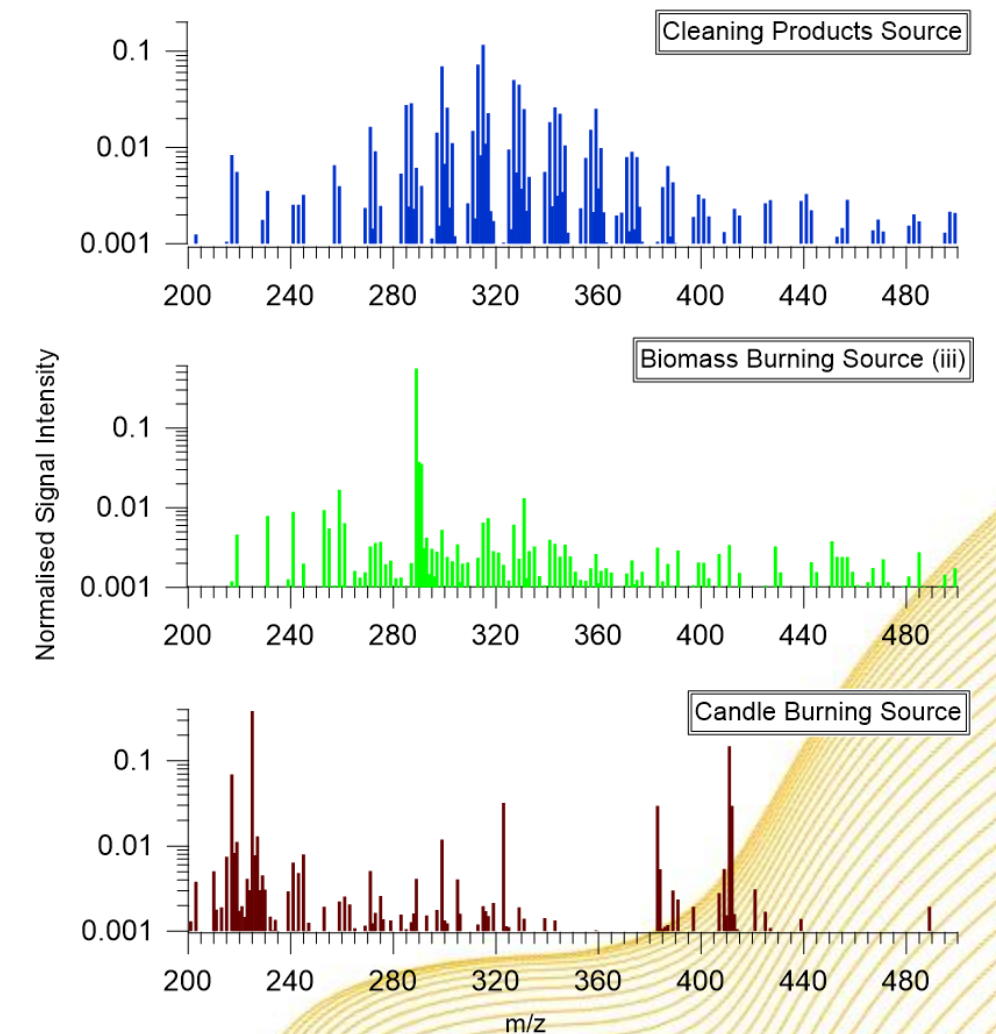 Cleaning Products Source
0.1
0.01
0.001
200 240 280 320 360 400 440 480
Normalised Signal Intensity
Biomass Burning Source (iii)
0.1
0.01
0.001
200 240 280 320 360 400 440 480
Candle Burning Source
0.1
0.01
0.001
200 240 280 320 360 400 440 480
m/z